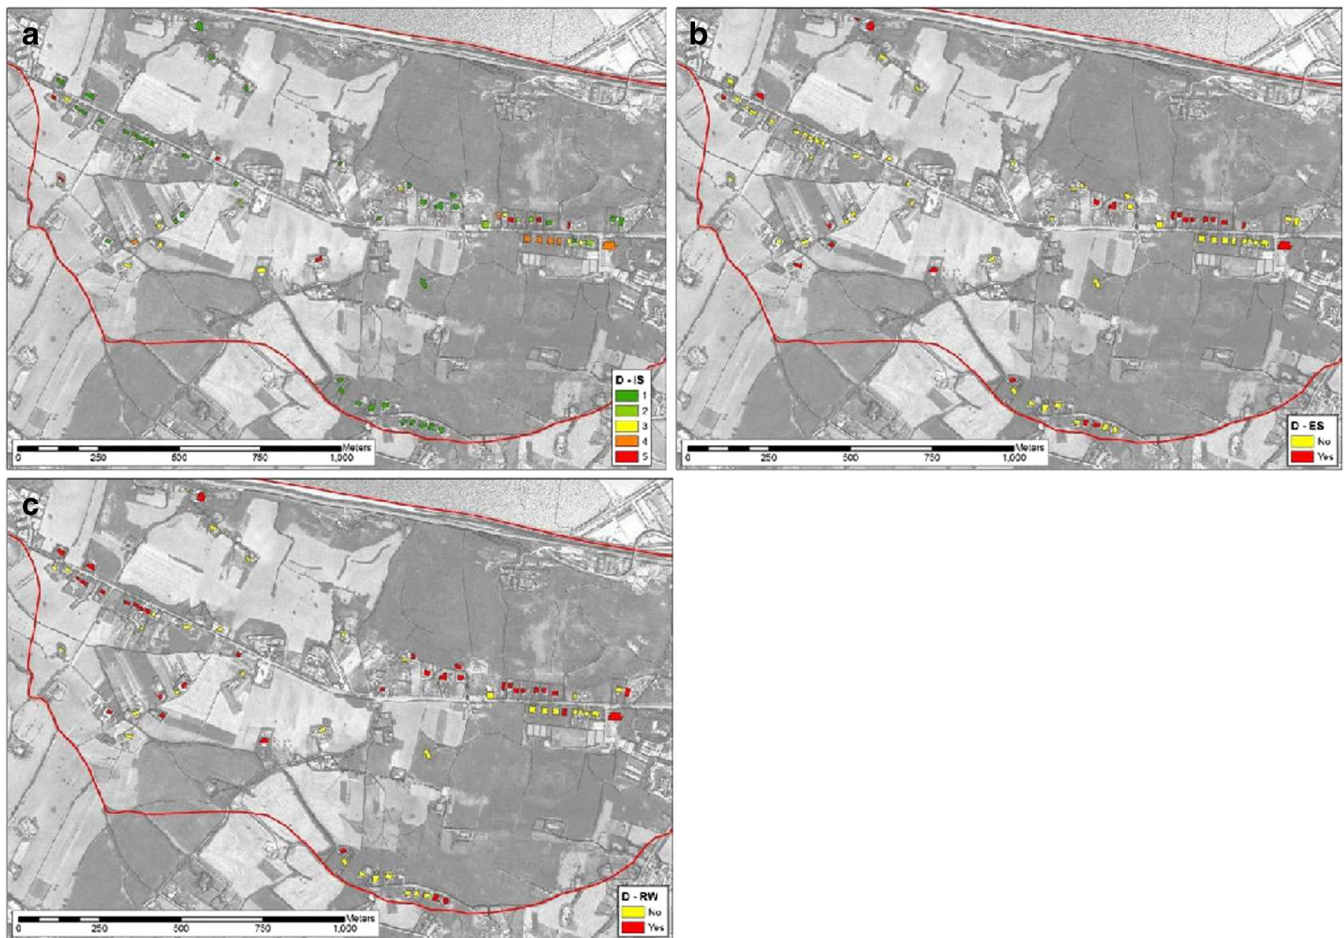 a
D - IS
1
2
3
4
5
Meters
0 250 500 750 1,000
b
D - ES
No
Yes
Meters
0 250 500 750 1,000
c
D - RW
No
Yes
Meters
0 250 500 750 1,000